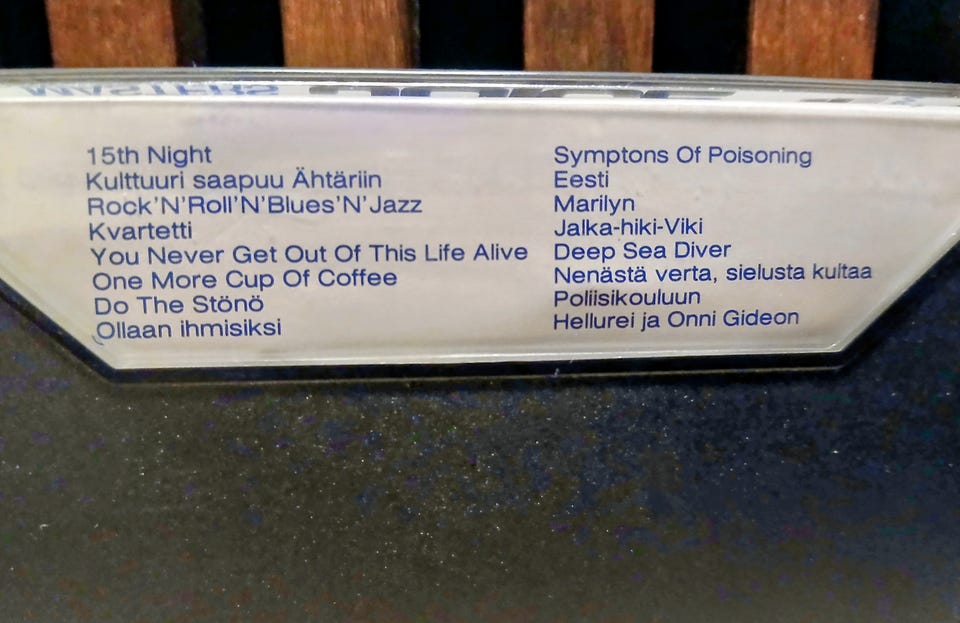 MASTERS JUICE
15th Night
Kulttuuri saapuu Ähtäriin
Rock'N'Roll'N'Blues'N'Jazz
Kvartetti
You Never Get Out Of This Life Alive
One More Cup Of Coffee
Do The Stönö
Ollaan ihmisiksi
Symptons Of Poisoning
Eesti
Marilyn
Jalka-hiki-Viki
Deep Sea Diver
Nenästä verta, sielusta kultaa
Poliisikouluun
Hellurei ja Onni Gideon